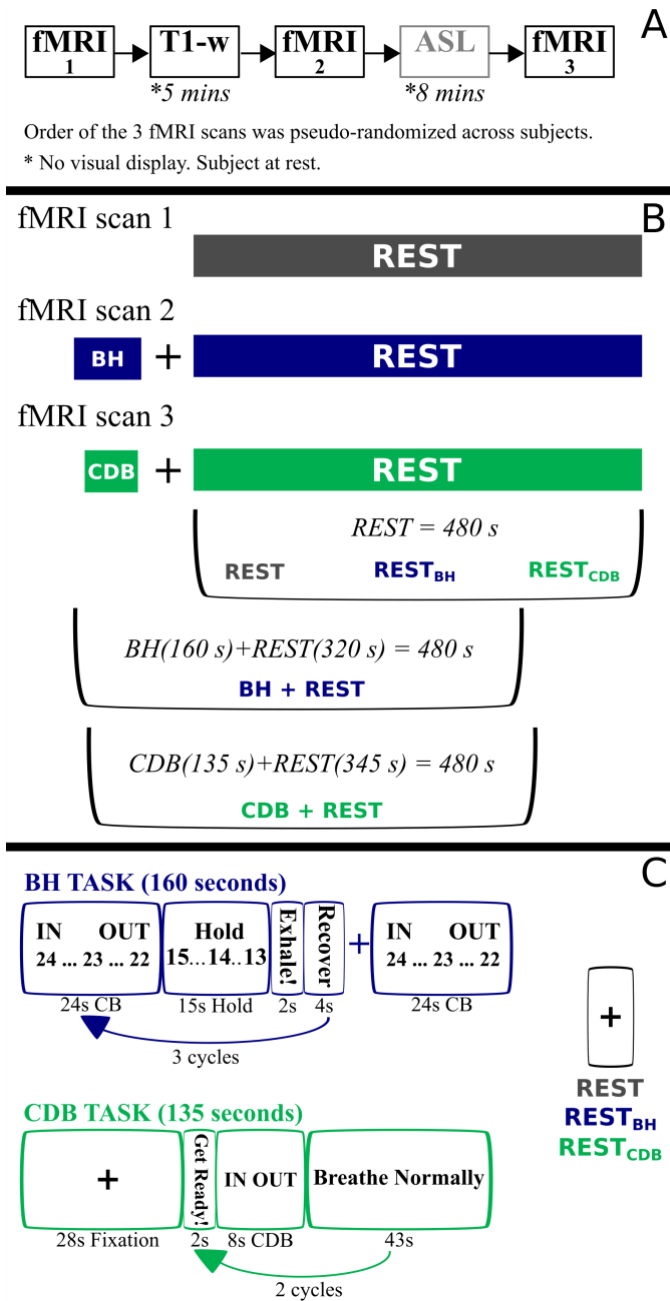 A
fMRI → T1-w → fMRI → ASL → fMRI
1 2 3
*5 mins *8 mins
Order of the 3 fMRI scans was pseudo-randomized across subjects.
* No visual display. Subject at rest.
B
fMRI scan 1
REST
fMRI scan 2
BH + REST
fMRI scan 3
CDB + REST
REST = 480 s
REST REST_BH REST_CDB
BH(160 s)+REST(320 s) = 480 s
BH + REST
CDB(135 s)+REST(345 s) = 480 s
CDB + REST
C
BH TASK (160 seconds)
IN OUT
24 ... 23 ... 22
24s CB
Hold
15...14..13
15s Hold
Exhale!
2s
Recover
4s
+
IN OUT
24 ... 23 ... 22
24s CB
3 cycles
+
REST
REST_BH
REST_CDB
CDB TASK (135 seconds)
+
28s Fixation
Get Ready!
2s
IN OUT
8s CDB
Breathe Normally
43s
2 cycles